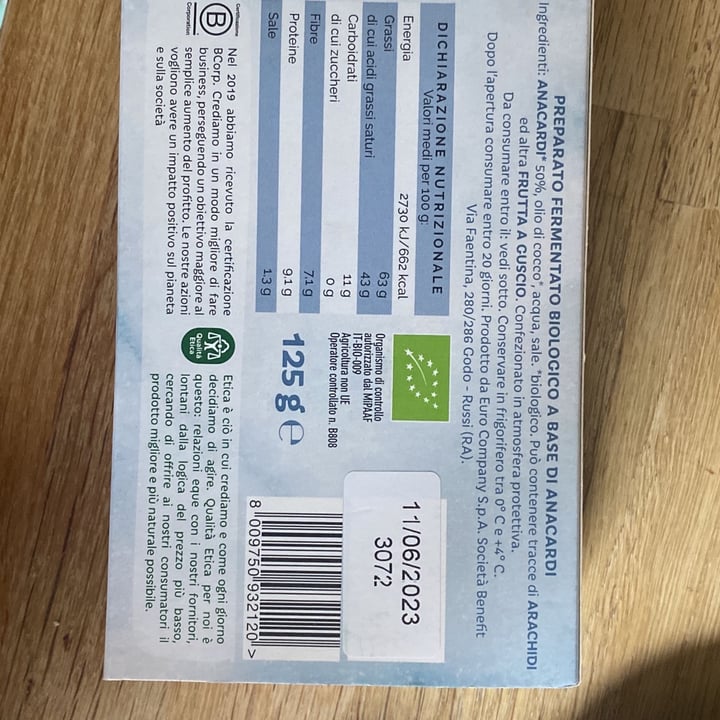 PREPARATO FERMENTATO BIOLOGICO A BASE DI ANACARDI
Ingredienti: ANACARDI* 50%, olio di cocco*, acqua, sale. *biologico. Può contenere tracce di ARACHIDI
ed altra FRUTTA A GUSCIO. Confezionato in atmosfera protettiva.
Da consumare entro il: vedi sotto. Conservare in frigorifero tra 0° C e +4° C.
Dopo l'apertura consumare entro 20 giorni. Prodotto da Euro Company S.p.A. Società Benefit
Via Faentina, 280/286 Godo - Russi (RA).
DICHIARAZIONE NUTRIZIONALE
Valori medi per 100 g:
Energia 2730 kJ/662 kcal
Grassi 63 g
di cui acidi grassi saturi 43 g
Carboidrati 11 g
di cui zuccheri 0 g
Fibre 7.1 g
Proteine 9.1 g
Sale 1.3 g
Organismo di controllo
autorizzato dal MiPAAF
IT-BIO-009
Agricoltura non UE
Operatore controllato n. B808
125 g e
11/06/2023
3072
8 009750 932120 >
Certificazione
B
Corporation
Nel 2019 abbiamo ricevuto la certificazione
BCorp. Crediamo in un modo migliore di fare
business, perseguendo un obiettivo maggiore al
semplice aumento del profitto. Le nostre azioni
vogliono avere un impatto positivo sul pianeta
e sulla società
Qualità
Etica
Etica è ciò in cui crediamo e come ogni giorno
decidiamo di agire. Qualità Etica per noi è
questo: relazioni eque con i nostri fornitori,
lontani dalla logica del prezzo più basso,
cercando di offrire ai nostri consumatori il
prodotto migliore e più naturale possibile.